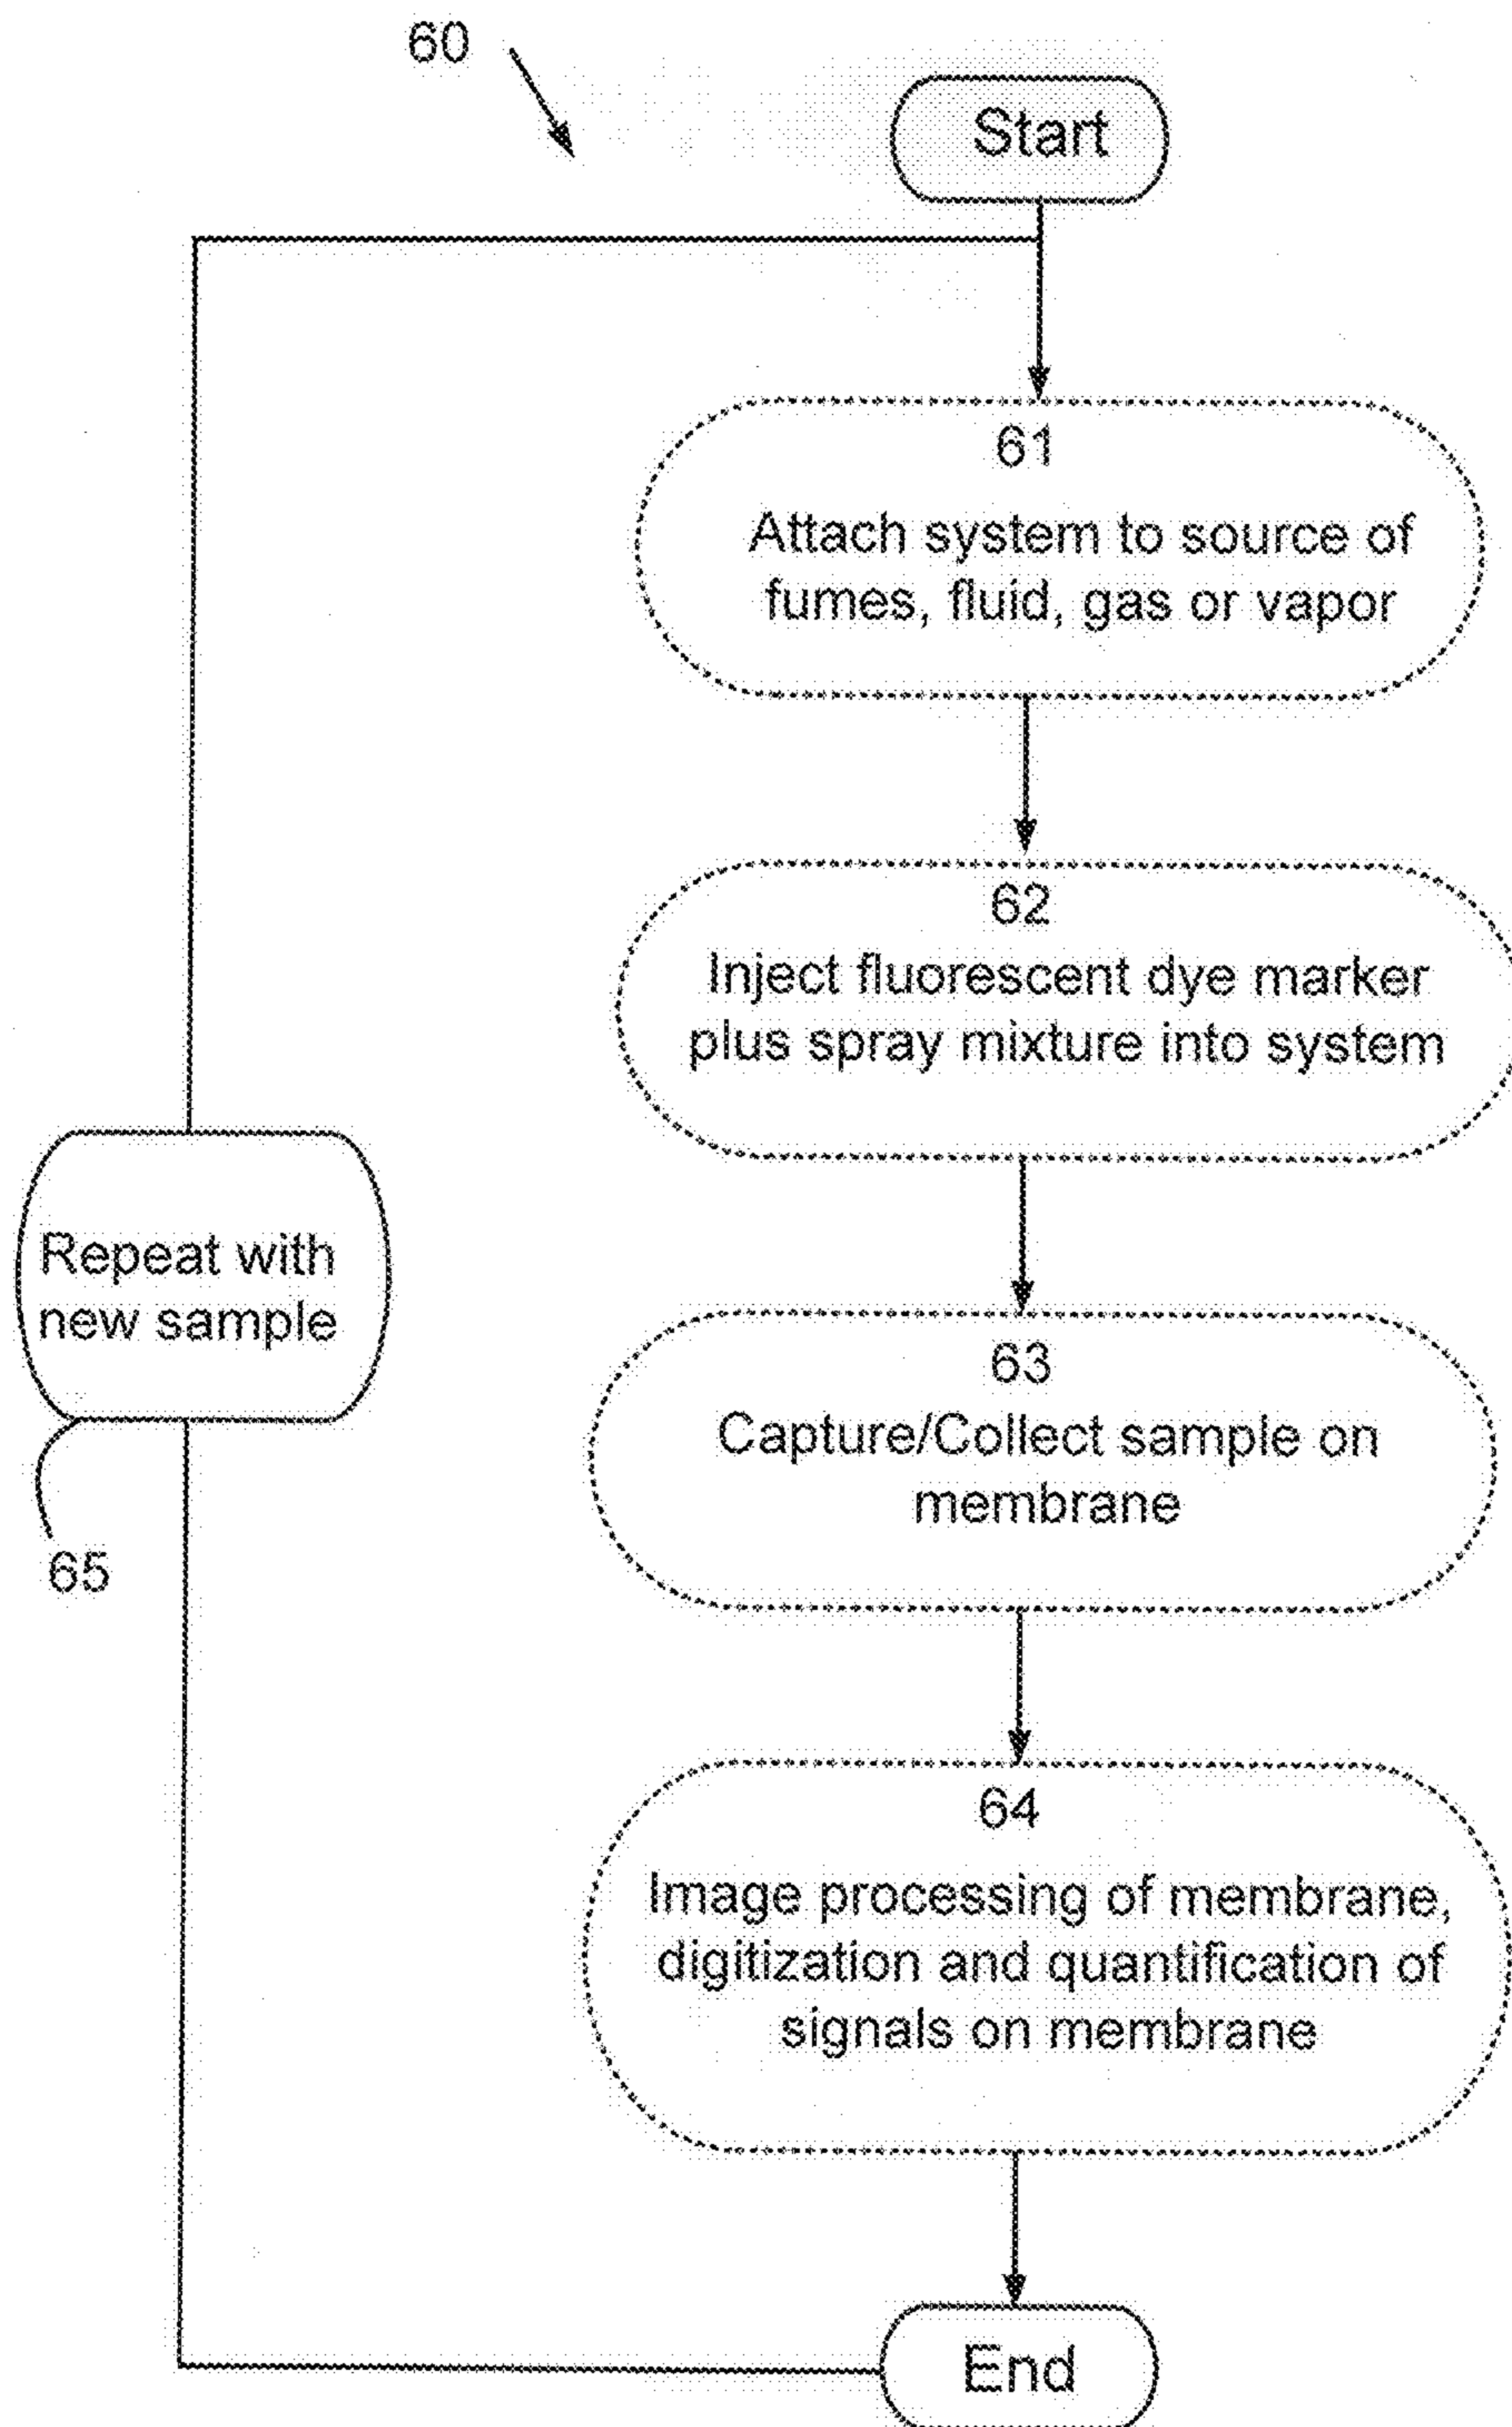 60
Start
61
Attach system to source of
fumes, fluid, gas or vapor
62
Inject fluorescent dye marker
plus spray mixture into system
63
Capture/Collect sample on
membrane
64
Image processing of membrane,
digitization and quantification of
signals on membrane
End
Repeat with
new sample
65